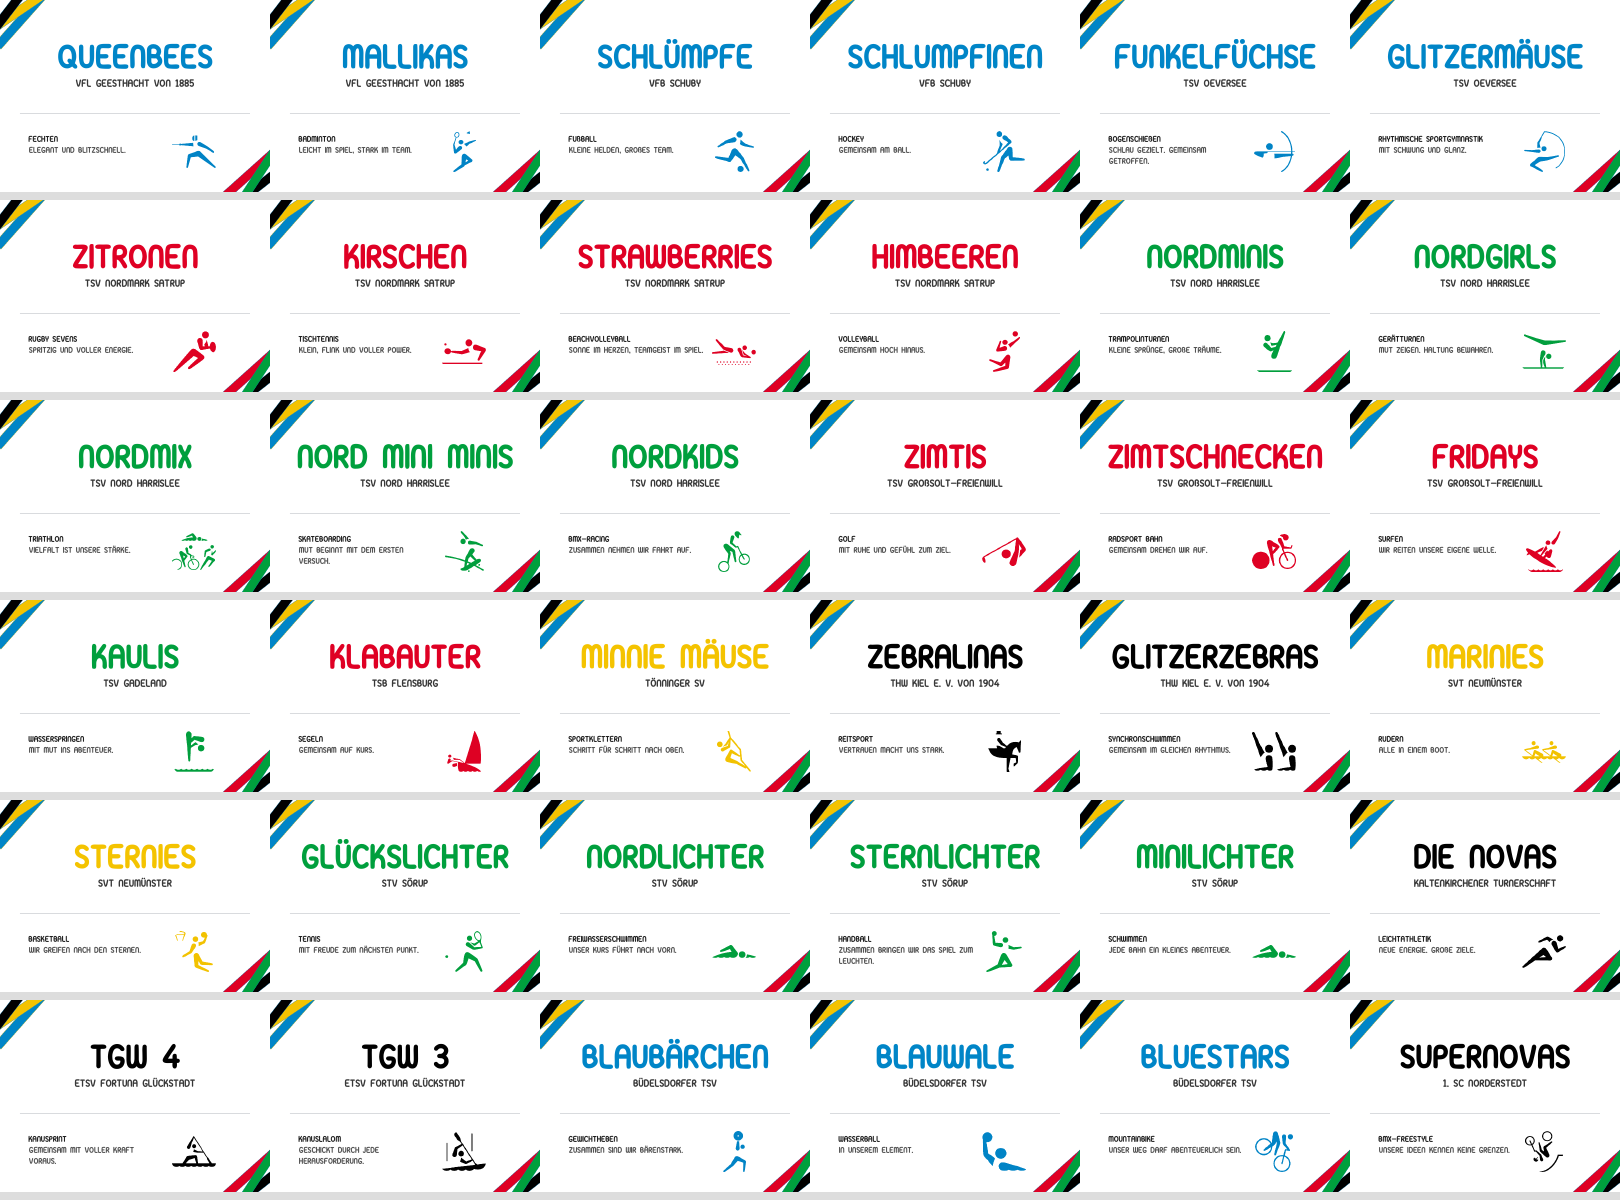 QUEENBEES
VFL GEESTHACHT VON 1885
FECHTEN
ELEGANT UND BLITZSCHNELL.
MALLIKAS
VFL GEESTHACHT VON 1885
BADMINTON
LEICHT IM SPIEL, STARK IM TEAM.
SCHLÜMPFE
VFB SCHUBY
FUßBALL
KLEINE HELDEN, GROßES TEAM.
SCHLUMPFINEN
VFB SCHUBY
HOCKEY
GEMEINSAM AM BALL.
FUNKELFÜCHSE
TSV OEVERSEE
BOGENSCHIEßEN
SCHLAU GEZIELT, GEMEINSAM
GETROFFEN.
GLITZERMÄUSE
TSV OEVERSEE
RHYTHMISCHE SPORTGYMNASTIK
MIT SCHWUNG UND GLANZ.
ZITRONEN
TSV NORDMARK SATRUP
RUGBY SEVENS
SPRITZIG UND VOLLER ENERGIE.
KIRSCHEN
TSV NORDMARK SATRUP
TISCHTENNIS
KLEIN, FLINK UND VOLLER POWER.
STRAWBERRIES
TSV NORDMARK SATRUP
BEACHVOLLEYBALL
SONNE IM HERZEN, TEAMGEIST IM SPIEL.
HIMBEEREN
TSV NORDMARK SATRUP
VOLLEYBALL
GEMEINSAM HOCH HINAUS.
NORDMINIS
TSV NORD HARRISLEE
TRAMPOLINTURNEN
KLEINE SPRÜNGE, GROßE TRÄUME.
NORDGIRLS
TSV NORD HARRISLEE
GERÄTTURNEN
MUT ZEIGEN, HALTUNG BEWAHREN.
NORDMIX
TSV NORD HARRISLEE
TRIATHLON
VIELFALT IST UNSERE STÄRKE.
NORD MINI MINIS
TSV NORD HARRISLEE
SKATEBOARDING
MUT BEGINNT MIT DEM ERSTEN
VERSUCH.
NORDKIDS
TSV NORD HARRISLEE
BMX-RACING
ZUSAMMEN NEHMEN WIR FAHRT AUF.
ZIMTIS
TSV GROßSOLT-FREIENWILL
GOLF
MIT RUHE UND GEFÜHL ZUM ZIEL.
ZIMTSCHNECKEN
TSV GROßSOLT-FREIENWILL
RADSPORT BAHN
GEMEINSAM DREHEN WIR AUF.
FRIDAYS
TSV GROßSOLT-FREIENWILL
SURFEN
WIR REITEN UNSERE EIGENE WELLE.
KAULIS
TSV GADELAND
WASSERSPRINGEN
MIT MUT INS ABENTEUER.
KLABAUTER
TSB FLENSBURG
SEGELN
GEMEINSAM AUF KURS.
MINNIE MÄUSE
TÖNNINGER SV
SPORTKLETTERN
SCHRITT FÜR SCHRITT NACH OBEN.
ZEBRALINAS
THW KIEL E. V. VON 1904
REITSPORT
VERTRAUEN MACHT UNS STARK.
GLITZERZEBRAS
THW KIEL E. V. VON 1904
SYNCHRONSCHWIMMEN
GEMEINSAM IM GLEICHEN RHYTHMUS.
MARINIES
SVT NEUMÜNSTER
RUDERN
ALLE IN EINEM BOOT.
STERNIES
SVT NEUMÜNSTER
BASKETBALL
WIR GREIFEN NACH DEN STERNEN.
GLÜCKSLICHTER
STV SÖRUP
TENNIS
MIT FREUDE ZUM NÄCHSTEN PUNKT.
NORDLICHTER
STV SÖRUP
FREIWASSERSCHWIMMEN
UNSER KURS FÜHRT NACH VORN.
STERNLICHTER
STV SÖRUP
HANDBALL
ZUSAMMEN BRINGEN WIR DAS SPIEL ZUM
LEUCHTEN.
MINILICHTER
STV SÖRUP
SCHWIMMEN
JEDE BAHN EIN KLEINES ABENTEUER.
DIE NOVAS
KALTENKIRCHENER TURNERSCHAFT
LEICHTATHLETIK
NEUE ENERGIE, GROßE ZIELE.
TGW 4
ETSV FORTUNA GLÜCKSTADT
KANUSPRINT
GEMEINSAM MIT VOLLER KRAFT
VORAUS.
TGW 3
ETSV FORTUNA GLÜCKSTADT
KANUSLALOM
GESCHICKT DURCH JEDE
HERAUSFORDERUNG.
BLAUBÄRCHEN
BÜDELSDORFER TSV
GEWICHTHEBEN
ZUSAMMEN SIND WIR BÄRENSTARK.
BLAUWALE
BÜDELSDORFER TSV
WASSERBALL
IN UNSEREM ELEMENT.
BLUESTARS
BÜDELSDORFER TSV
MOUNTAINBIKE
UNSER WEG DARF ABENTEUERLICH SEIN.
SUPERNOVAS
1. SC NORDERSTEDT
BMX-FREESTYLE
UNSERE IDEEN KENNEN KEINE GRENZEN.